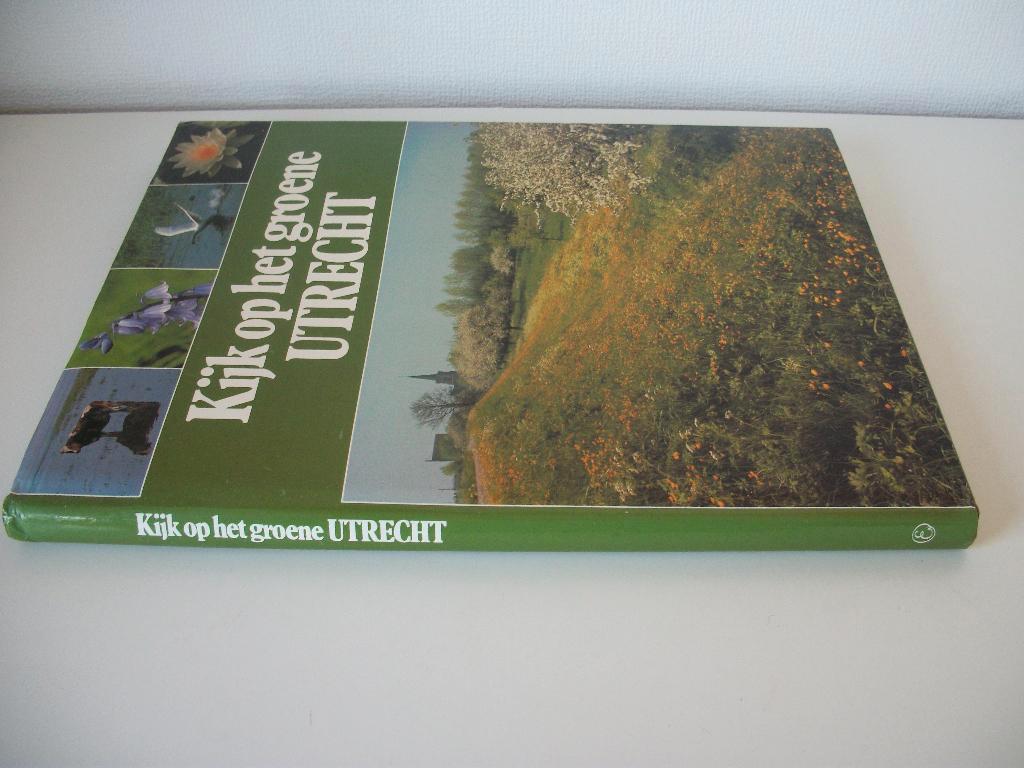 Kijk op het groene
UTRECHT
Kijk op het groene UTRECHT